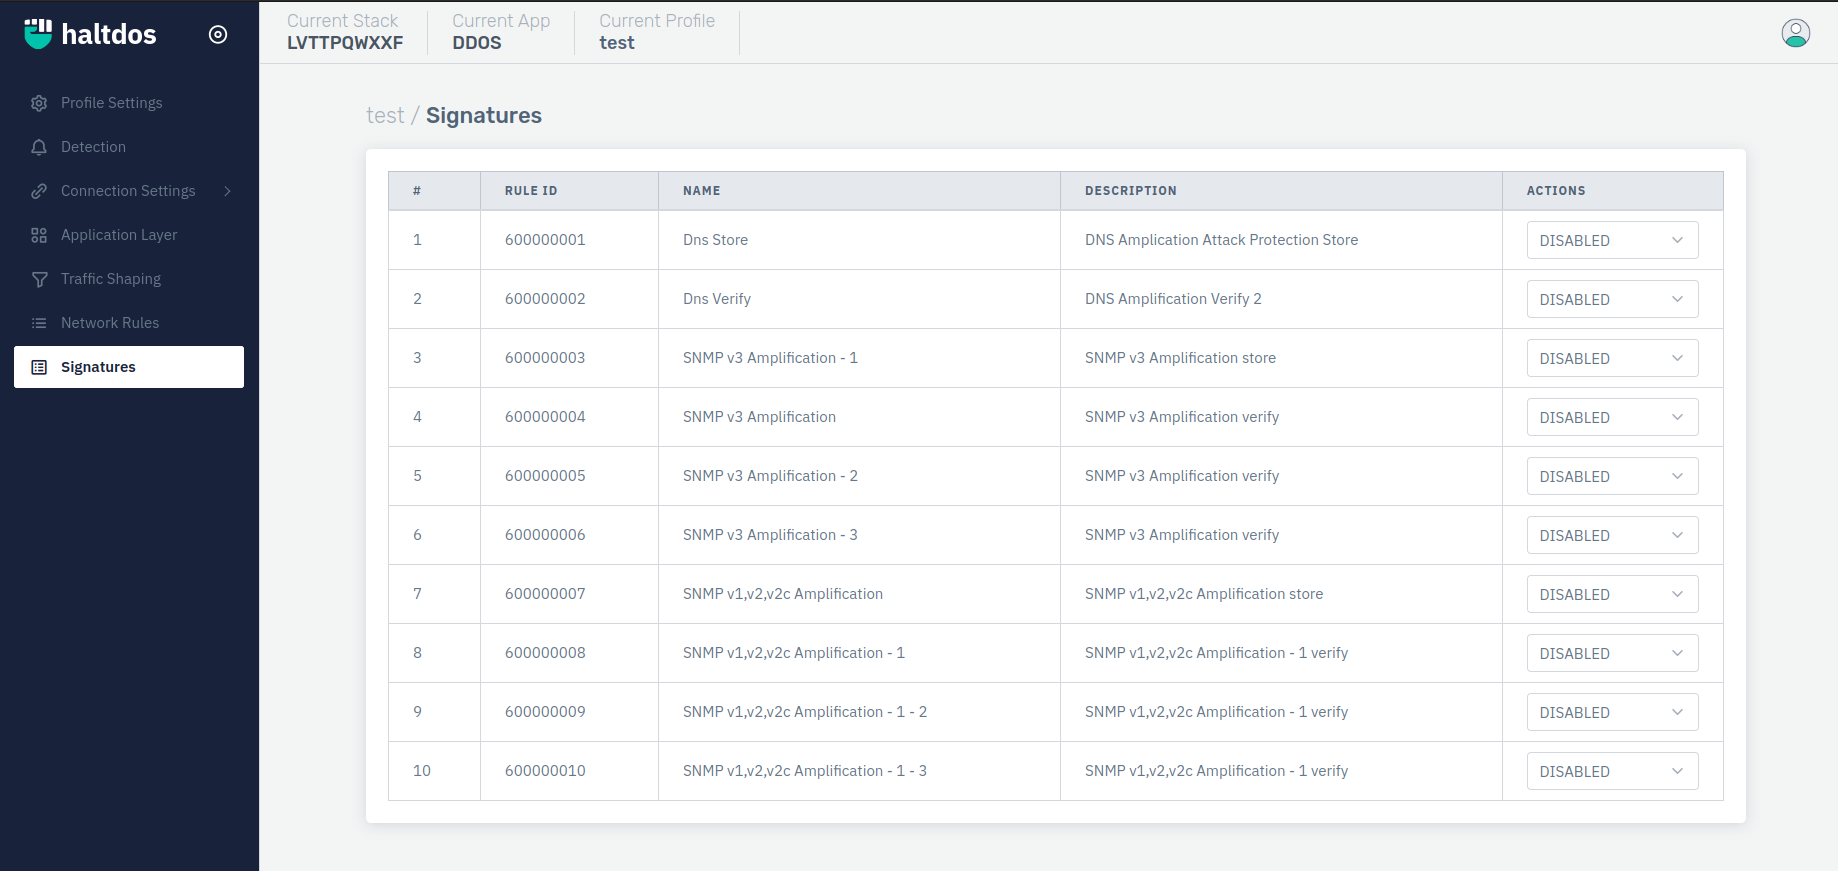 haltdos
Current Stack Current App Current Profile
LVTTPQWXXF DDOS test
Profile Settings
Detection
Connection Settings
Application Layer
Traffic Shaping
Network Rules
Signatures
test / Signatures
# RULE ID NAME DESCRIPTION ACTIONS
1 600000001 Dns Store DNS Amplication Attack Protection Store DISABLED
2 600000002 Dns Verify DNS Amplification Verify 2 DISABLED
3 600000003 SNMP v3 Amplification - 1 SNMP v3 Amplification store DISABLED
4 600000004 SNMP v3 Amplification SNMP v3 Amplification verify DISABLED
5 600000005 SNMP v3 Amplification - 2 SNMP v3 Amplification verify DISABLED
6 600000006 SNMP v3 Amplification - 3 SNMP v3 Amplification verify DISABLED
7 600000007 SNMP v1,v2,v2c Amplification SNMP v1,v2,v2c Amplification store DISABLED
8 600000008 SNMP v1,v2,v2c Amplification - 1 SNMP v1,v2,v2c Amplification - 1 verify DISABLED
9 600000009 SNMP v1,v2,v2c Amplification - 1 - 2 SNMP v1,v2,v2c Amplification - 1 verify DISABLED
10 600000010 SNMP v1,v2,v2c Amplification - 1 - 3 SNMP v1,v2,v2c Amplification - 1 verify DISABLED